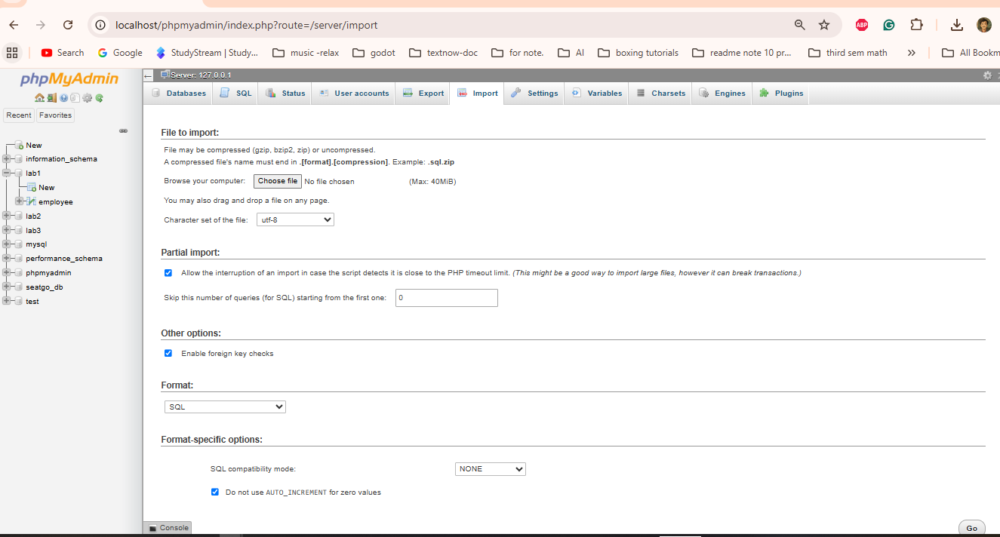 localhost/phpmyadmin/index.php?route=/server/import
ABP
Search
Google
StudyStream | Study...
music -relax
godot
textnow-doc
for note.
AI
boxing tutorials
readme note 10 pr...
third sem math
»
All Bookm
phpMyAdmin
Recent
Favorites
New
information_schema
lab1
New
employee
lab2
lab3
mysql
performance_schema
phpmyadmin
seatgo_db
test
Server: 127.0.0.1
Databases
SQL
Status
User accounts
Export
Import
Settings
Variables
Charsets
Engines
Plugins
File to import:
File may be compressed (gzip, bzip2, zip) or uncompressed.
A compressed file's name must end in .[format].[compression]. Example: .sql.zip
Browse your computer: Choose file No file chosen (Max: 40MiB)
You may also drag and drop a file on any page.
Character set of the file: utf-8
Partial import:
Allow the interruption of an import in case the script detects it is close to the PHP timeout limit. (This might be a good way to import large files, however it can break transactions.)
Skip this number of queries (for SQL) starting from the first one: 0
Other options:
Enable foreign key checks
Format:
SQL
Format-specific options:
SQL compatibility mode: NONE
Do not use AUTO_INCREMENT for zero values
Console
Go